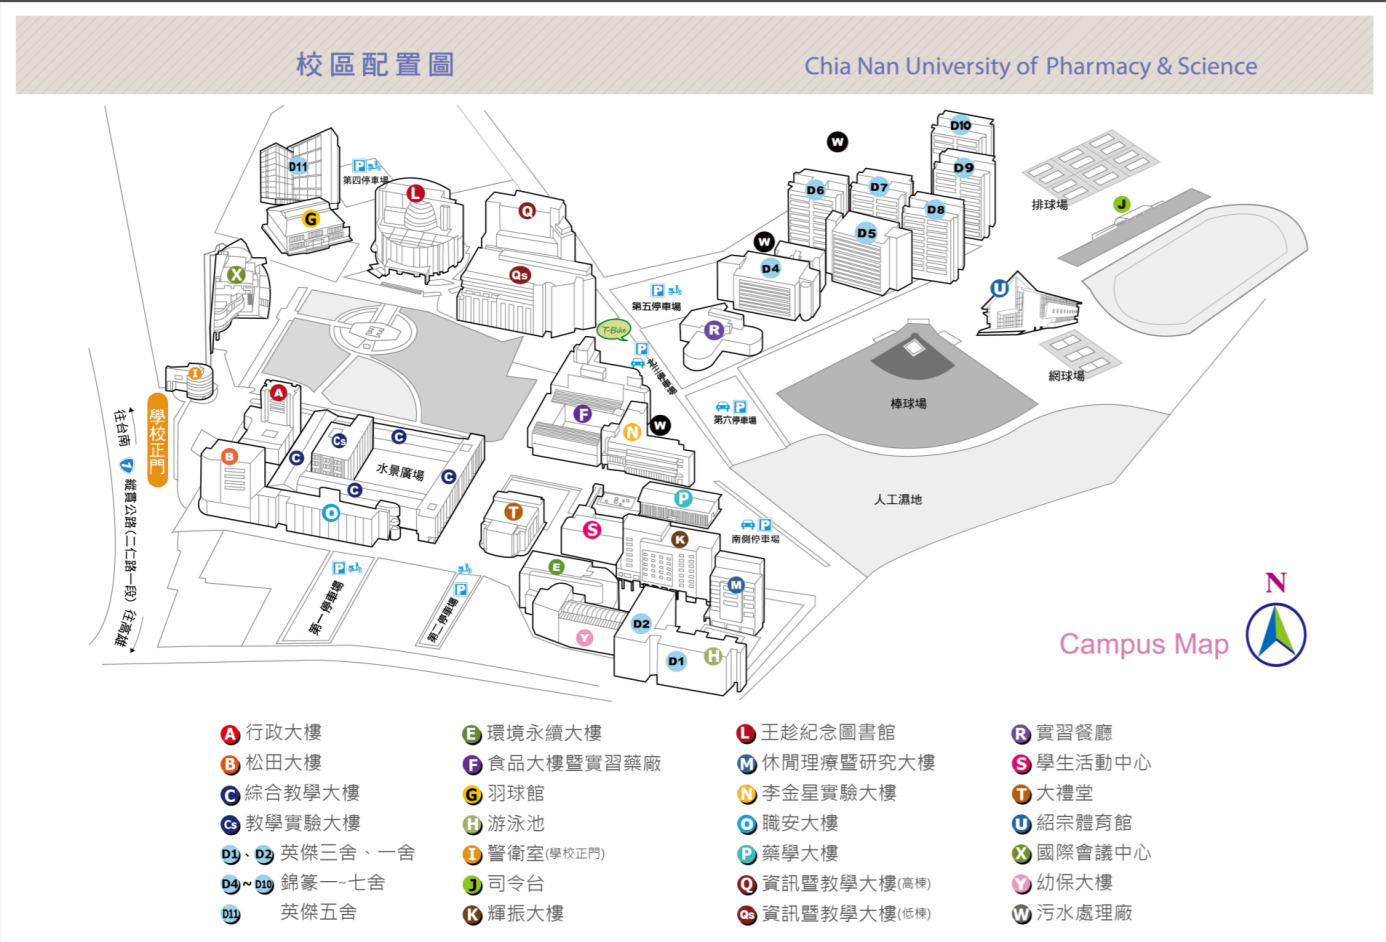 校區配置圖
Chia Nan University of Pharmacy & Science
D10
W
D11
P
第四停車場
D9
D6
D7
L
D8
J
排球場
Q
G
D5
W
D4
X
Qs
U
P
第五停車場
T-Bike
R
P
第三停車場
網球場
I
A
棒球場
P
第六停車場
學校正門
往台南
1
縱貫公路(二仁路一段)
往高雄
F
N
W
C
Cs
B
C
水景廣場
C
C
O
人工濕地
P
T
S
K
P
南側停車場
E
P
第一停車場
P
第二停車場
M
D2
Y
D1
H
N
Campus Map
A 行政大樓
B 松田大樓
C 綜合教學大樓
Cs 教學實驗大樓
D1、D2 英傑三舍、一舍
D4~D10 錦篆一~七舍
D11 英傑五舍
E 環境永續大樓
F 食品大樓暨實習藥廠
G 羽球館
H 游泳池
I 警衛室(學校正門)
J 司令台
K 輝振大樓
L 王趁紀念圖書館
M 休閒理療暨研究大樓
N 李金星實驗大樓
O 職安大樓
P 藥學大樓
Q 資訊暨教學大樓(高棟)
Qs 資訊暨教學大樓(低棟)
R 實習餐廳
S 學生活動中心
T 大禮堂
U 紹宗體育館
X 國際會議中心
Y 幼保大樓
W 污水處理廠